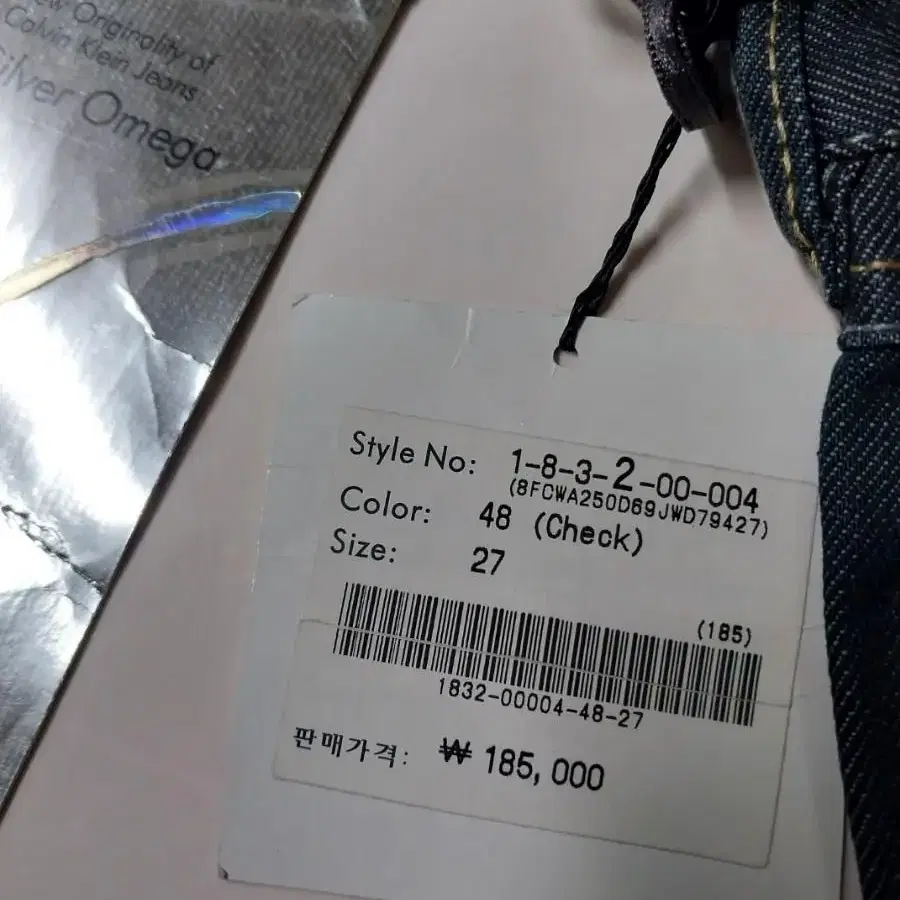 Originality of
Calvin Klein Jeans
Silver Omega
Style No: 1-8-3-2-00-004
(8FCWA250D69JWD79427)
Color: 48 (Check)
Size: 27
(185)
1832-00004-48-27
판매가격: ₩ 185,000